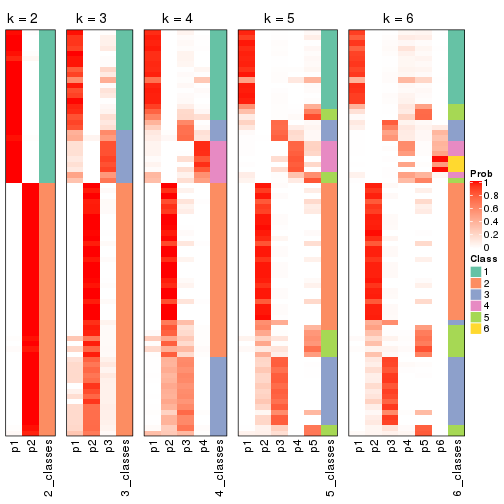 k = 2
k = 3
k = 4
k = 5
k = 6
Prob
1
0.8
0.6
0.4
0.2
0
Class
1
2
3
4
5
6
p1
p2
2_classes
p1
p2
p3
3_classes
p1
p2
p3
p4
4_classes
p1
p2
p3
p4
p5
5_classes
p1
p2
p3
p4
p5
p6
6_classes